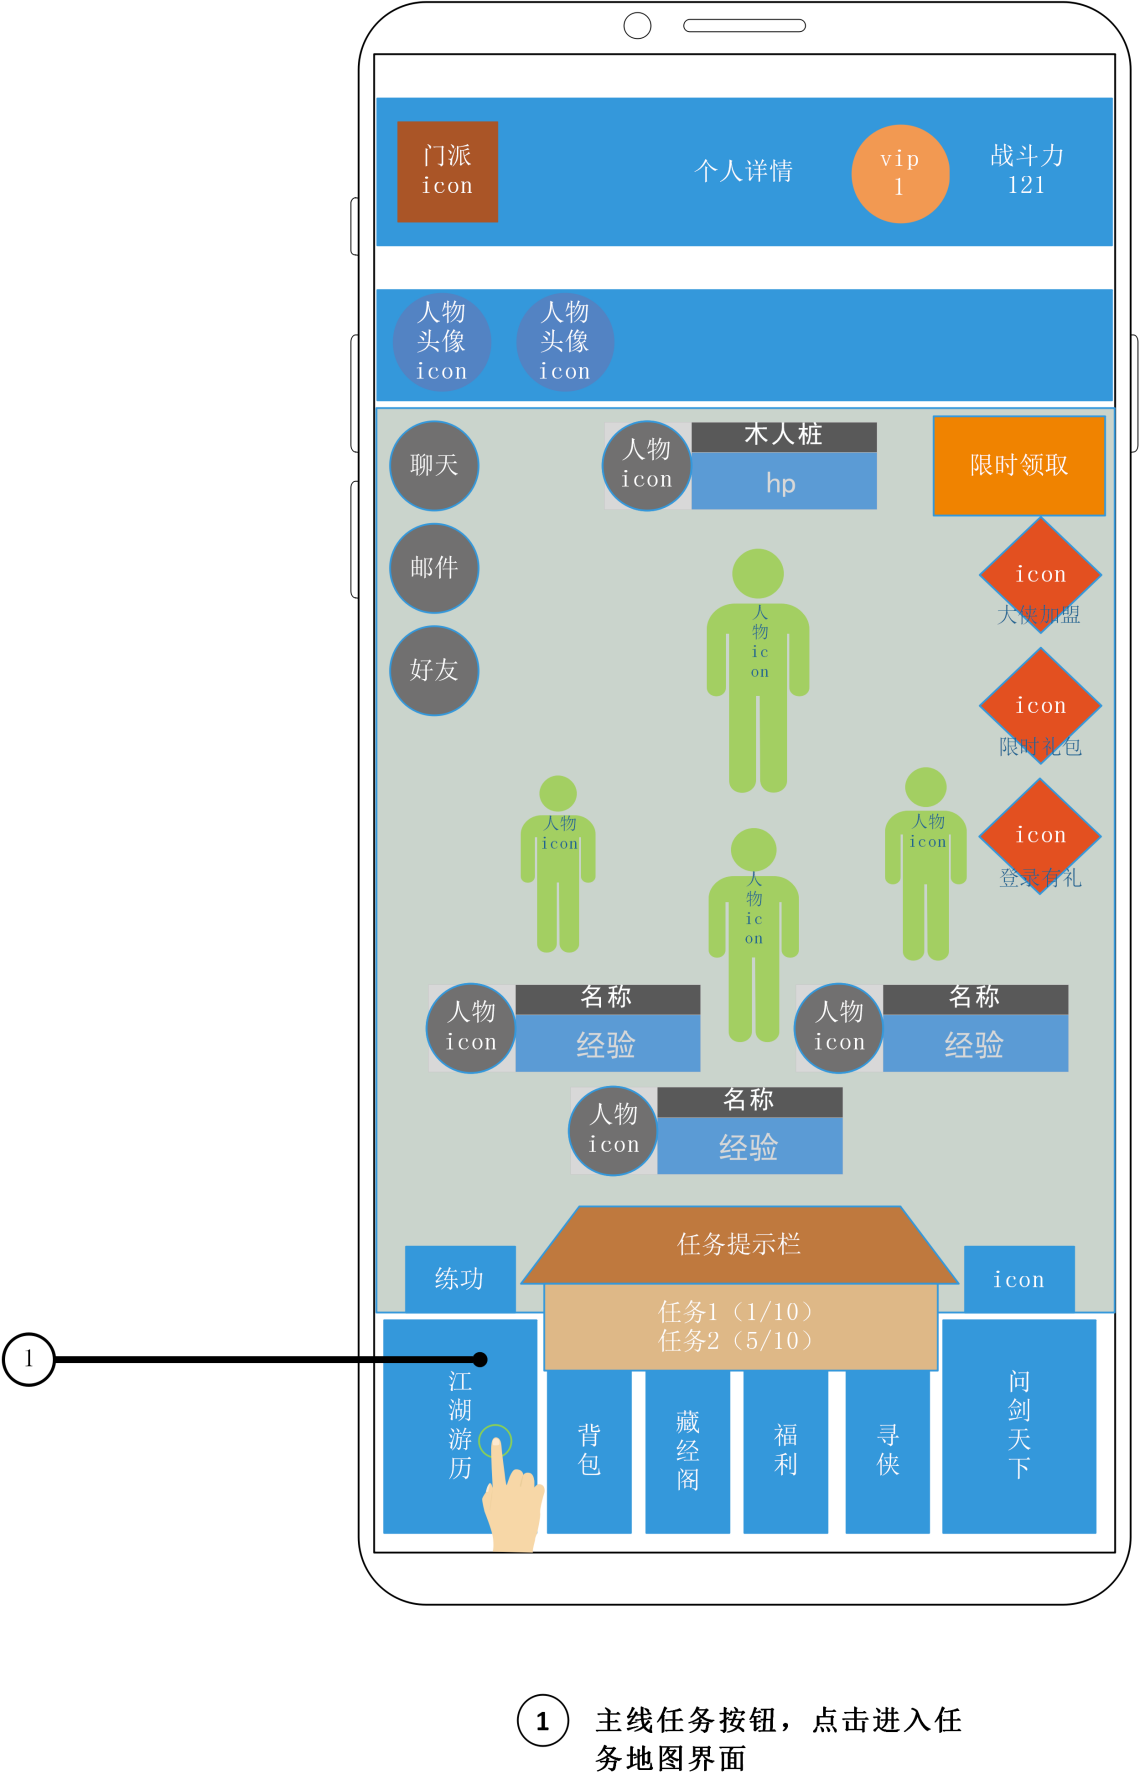 门派
icon
个人详情
vip
1
战斗力
121
人物
头像
icon
人物
头像
icon
聊天
人物
icon
木人桩
hp
限时领取
icon
大侠加盟
邮件
好友
人
物
ic
on
icon
限时礼包
人物
icon
人
物
ic
on
人物
icon
icon
登录有礼
人物
icon
名称
经验
人物
icon
名称
经验
人物
icon
名称
经验
任务提示栏
练功
icon
任务1（1/10）
任务2（5/10）
1
江
湖
游
历
背
包
藏
经
阁
福
利
寻
侠
问
剑
天
下
1
主线任务按钮，点击进入任
务地图界面